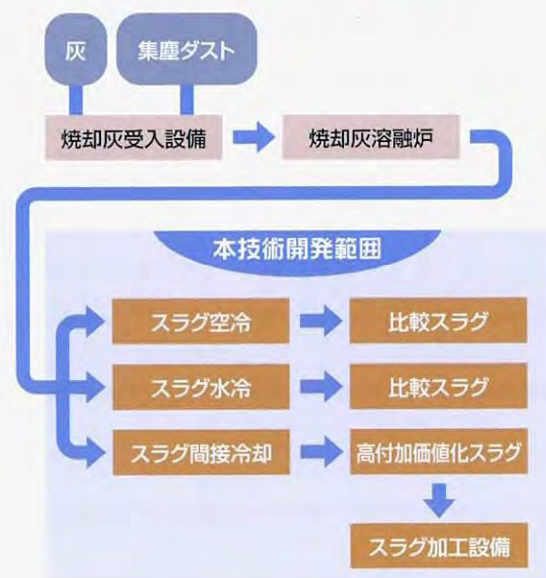 灰
集塵ダスト
焼却灰受入設備
焼却灰溶融炉
本技術開発範囲
スラグ空冷
比較スラグ
スラグ水冷
比較スラグ
スラグ間接冷却
高付加価値化スラグ
スラグ加工設備